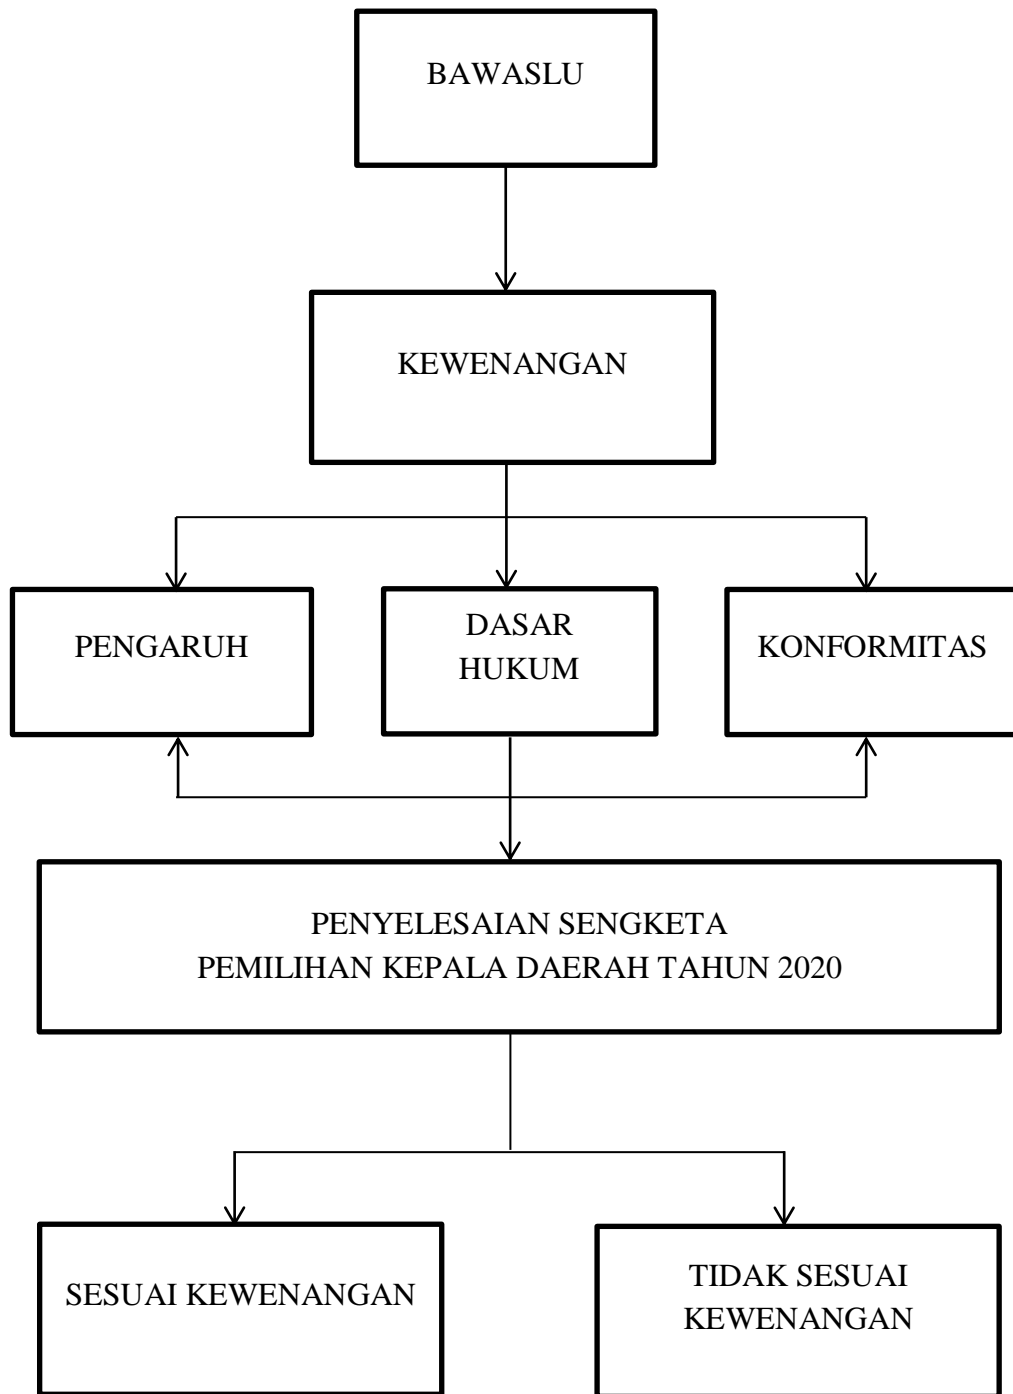 BAWASLU
KEWENANGAN
PENGARUH
DASAR
HUKUM
KONFORMITAS
PENYELESAIAN SENGKETA
PEMILIHAN KEPALA DAERAH TAHUN 2020
SESUAI KEWENANGAN
TIDAK SESUAI
KEWENANGAN